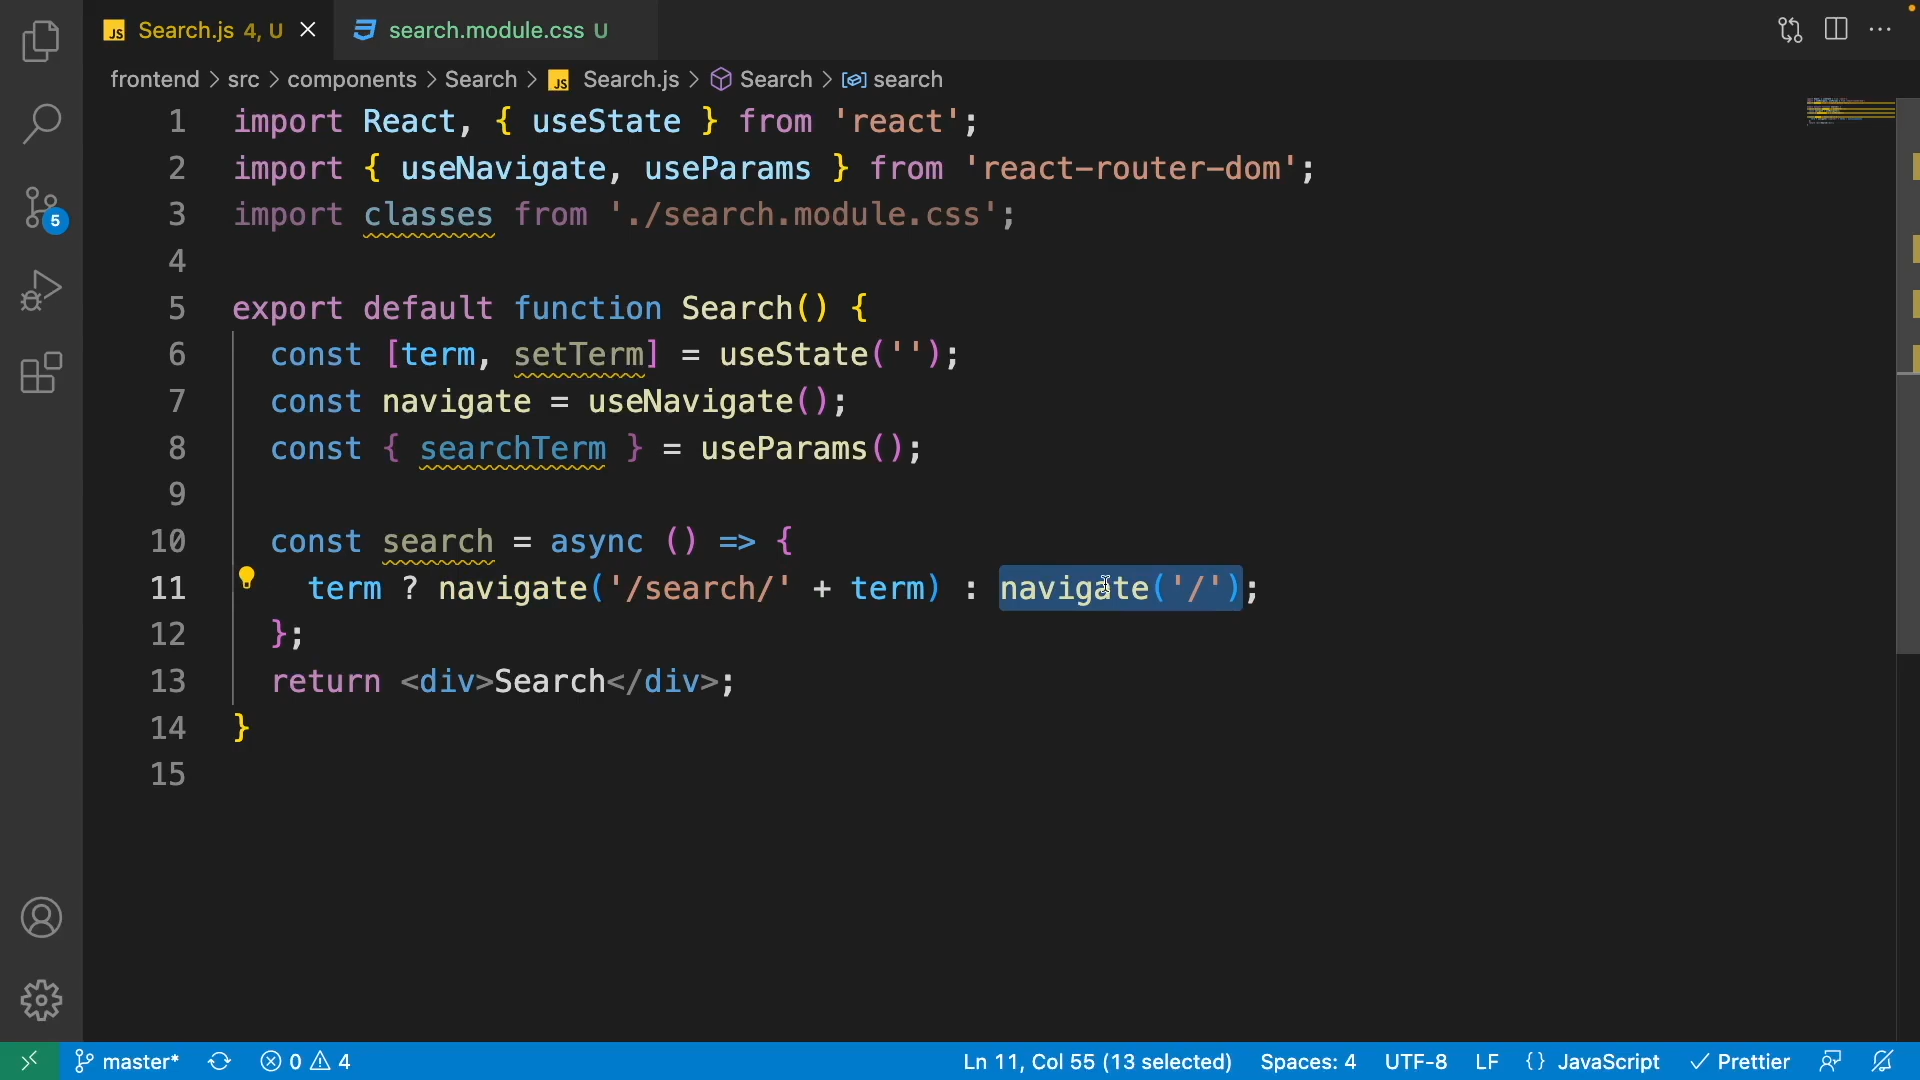 JS Search.js 4, U
search.module.css U
frontend > src > components > Search > JS Search.js > Search > search
1 import React, { useState } from 'react';
2 import { useNavigate, useParams } from 'react-router-dom';
3 import classes from './search.module.css';
4
5 export default function Search() {
6 const [term, setTerm] = useState('');
7 const navigate = useNavigate();
8 const { searchTerm } = useParams();
9
10 const search = async () => {
11 term ? navigate('/search/' + term) : navigate('/');
12 };
13 return <div>Search</div>;
14 }
15
5
master* 0 4 Ln 11, Col 55 (13 selected) Spaces: 4 UTF-8 LF {} JavaScript Prettier